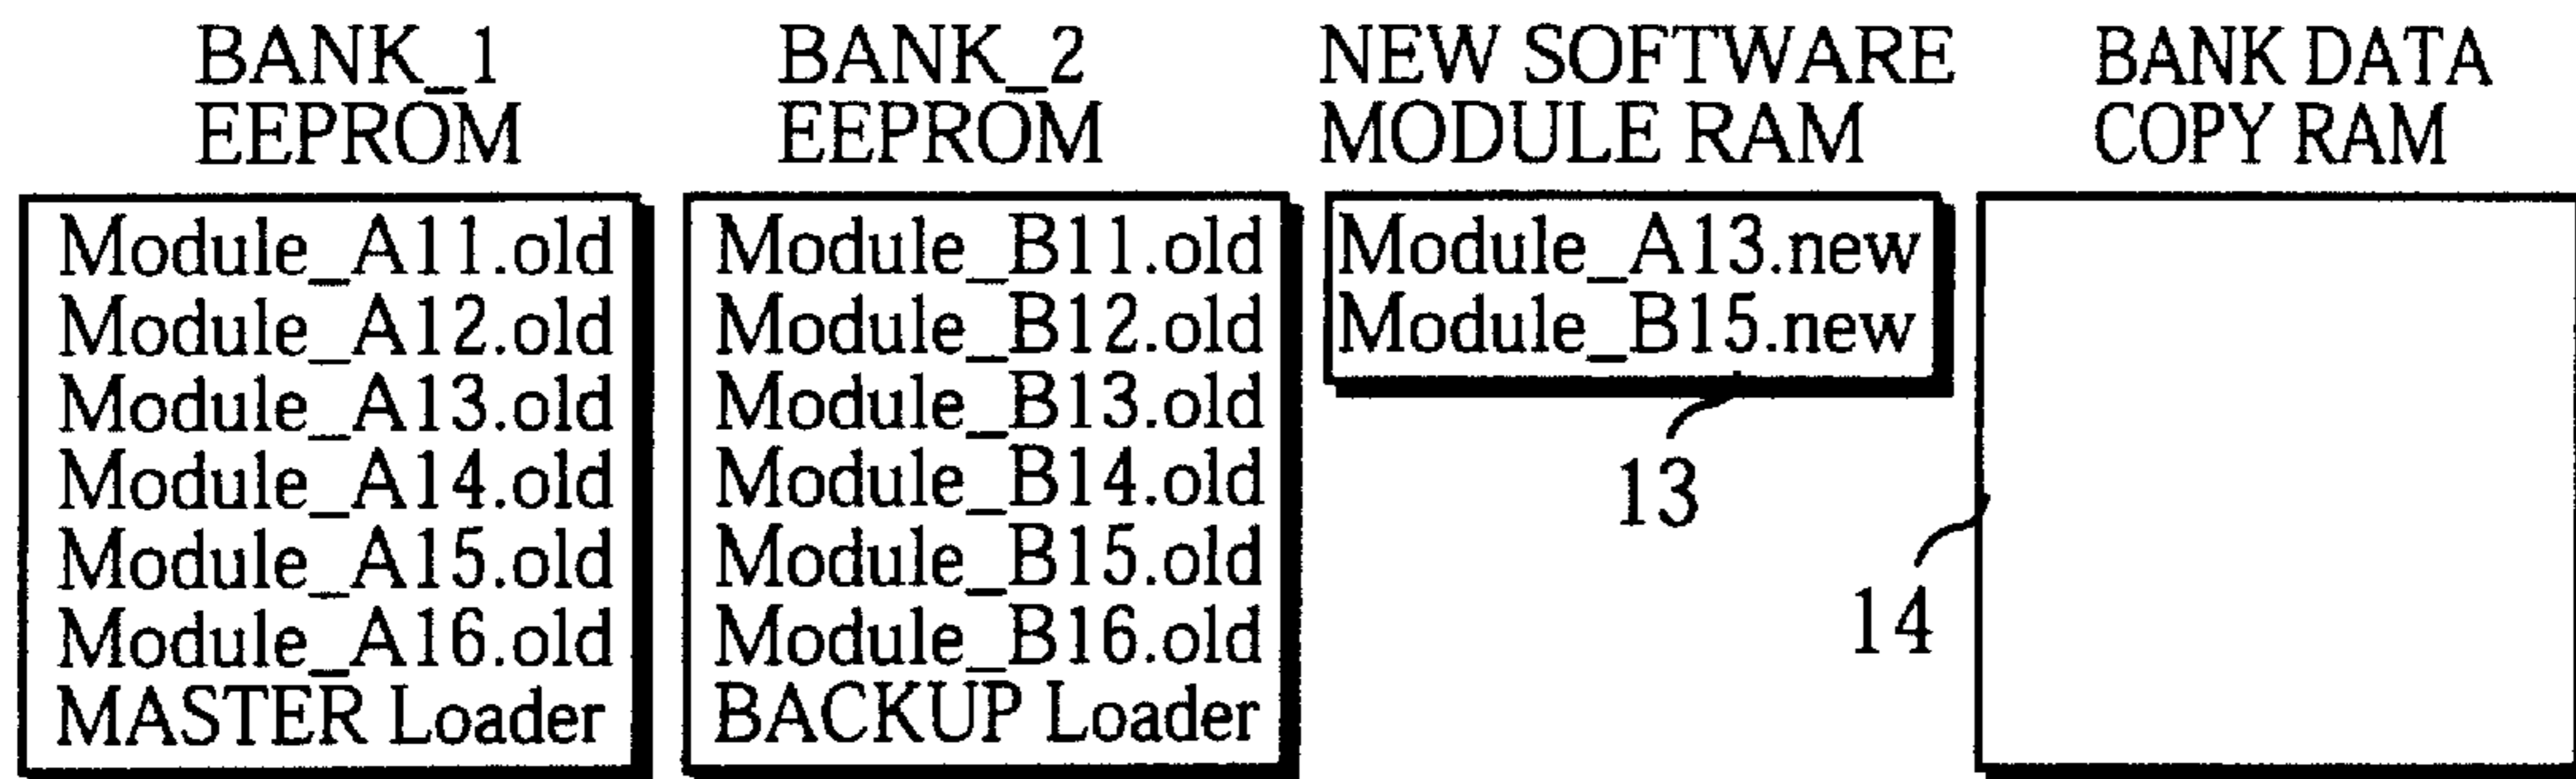 BANK_1
EEPROM
Module_A11.old
Module_A12.old
Module_A13.old
Module_A14.old
Module_A15.old
Module_A16.old
MASTER Loader
BANK_2
EEPROM
Module_B11.old
Module_B12.old
Module_B13.old
Module_B14.old
Module_B15.old
Module_B16.old
BACKUP Loader
NEW SOFTWARE
MODULE RAM
Module_A13.new
Module_B15.new
13
BANK DATA
COPY RAM
14